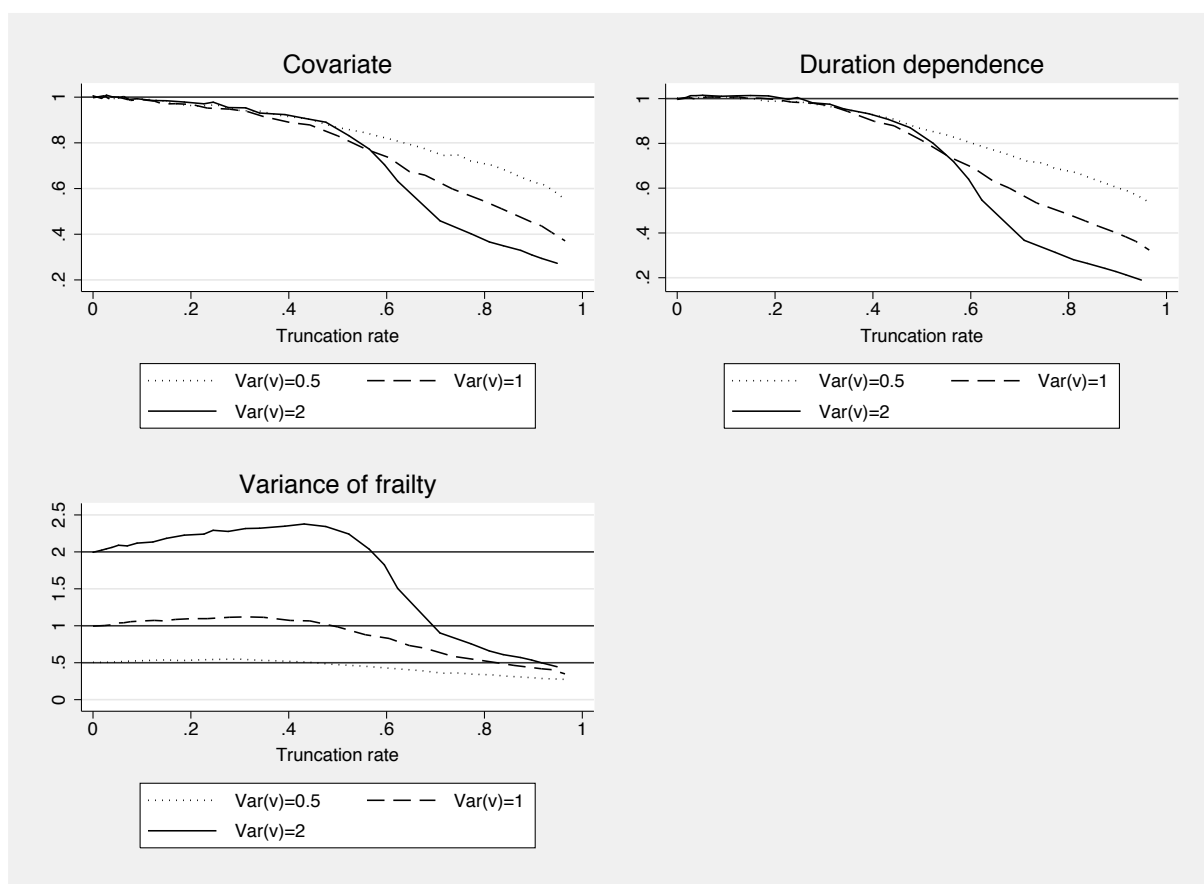 Covariate
1
.8
.6
.4
.2
0 .2 .4 .6 .8 1
Truncation rate
Var(v)=0.5 Var(v)=1
Var(v)=2
Duration dependence
1
.8
.6
.4
.2
0 .2 .4 .6 .8 1
Truncation rate
Var(v)=0.5 Var(v)=1
Var(v)=2
Variance of frailty
2.5
2
1.5
1
.5
0
0 .2 .4 .6 .8 1
Truncation rate
Var(v)=0.5 Var(v)=1
Var(v)=2